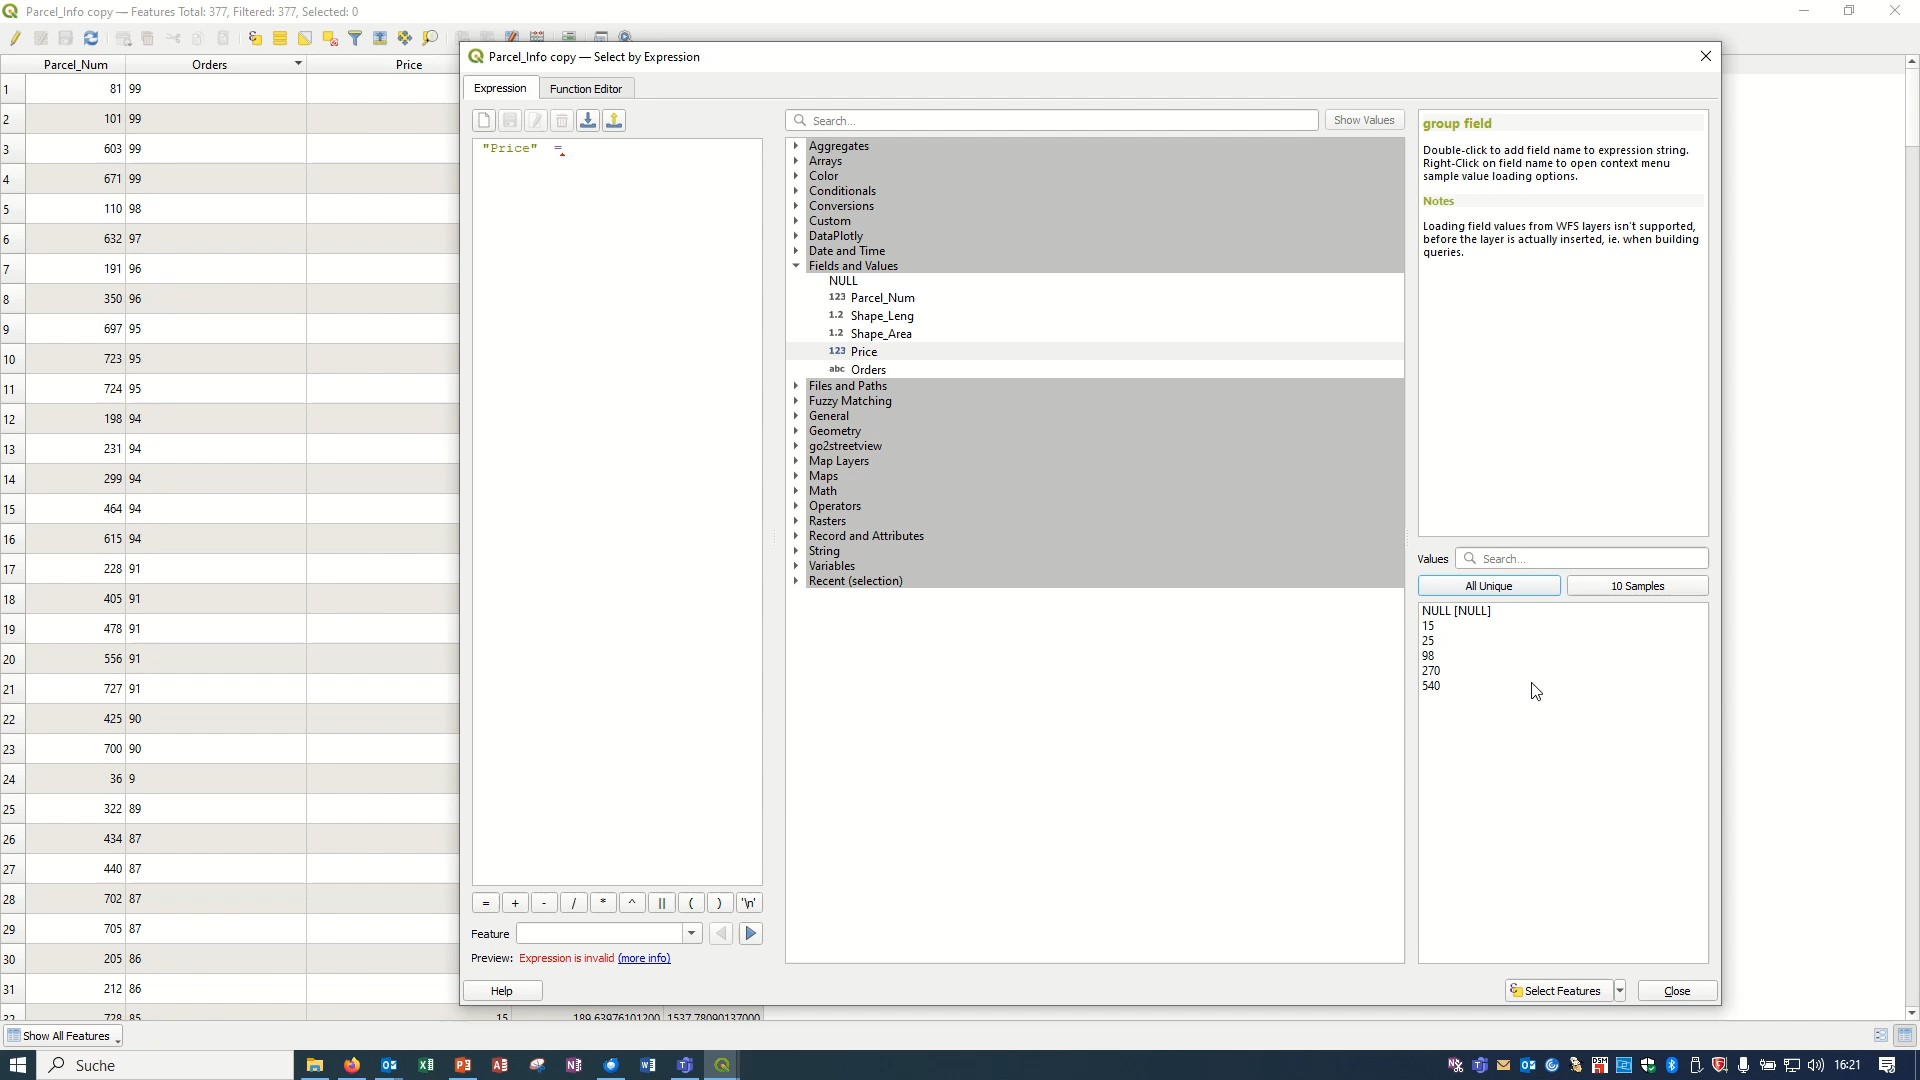 Parcel_Info copy — Features Total: 377, Filtered: 377, Selected: 0
Parcel_Num Orders Price
1 81 99
2 101 99
3 603 99
4 671 99
5 110 98
6 632 97
7 191 96
8 350 96
9 697 95
10 723 95
11 724 95
12 198 94
13 231 94
14 299 94
15 464 94
16 615 94
17 228 91
18 405 91
19 478 91
20 556 91
21 727 91
22 425 90
23 700 90
24 36 9
25 322 89
26 434 87
27 440 87
28 702 87
29 705 87
30 205 86
31 212 86
32 728 85 15 189.63976101200 1537.78090137000
Show All Features
Parcel_Info copy — Select by Expression
Expression Function Editor
"Price" =
= + - / * ^ || ( ) '\n'
Feature
Preview: Expression is invalid (more info)
Help
Search...
Show Values
Aggregates
Arrays
Color
Conditionals
Conversions
Custom
DataPlotly
Date and Time
Fields and Values
NULL
123 Parcel_Num
1.2 Shape_Leng
1.2 Shape_Area
123 Price
abc Orders
Files and Paths
Fuzzy Matching
General
Geometry
go2streetview
Map Layers
Maps
Math
Operators
Rasters
Record and Attributes
String
Variables
Recent (selection)
group field
Double-click to add field name to expression string.
Right-Click on field name to open context menu
sample value loading options.
Notes
Loading field values from WFS layers isn't supported,
before the layer is actually inserted, ie. when building
queries.
Values Search...
All Unique 10 Samples
NULL [NULL]
15
25
98
270
540
Select Features
Close
Suche
16:21